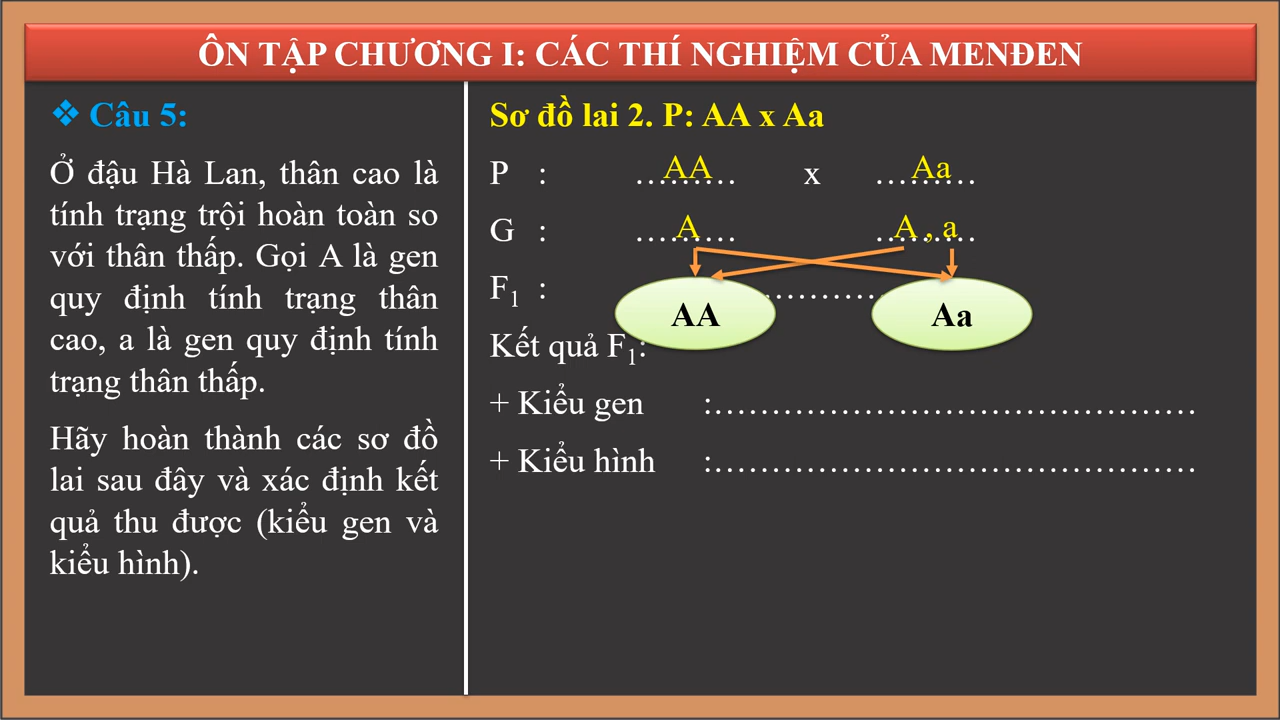 ÔN TẬP CHƯƠNG I: CÁC THÍ NGHIỆM CỦA MENĐEN
❖ Câu 5:
Ở đậu Hà Lan, thân cao là
tính trạng trội hoàn toàn so
với thân thấp. Gọi A là gen
quy định tính trạng thân
cao, a là gen quy định tính
trạng thân thấp.
Hãy hoàn thành các sơ đồ
lai sau đây và xác định kết
quả thu được (kiểu gen và
kiểu hình).
Sơ đồ lai 2. P: AA x Aa
P : AA x Aa
G : A A , a
F₁ : AA ………… Aa
Kết quả F₁:
+ Kiểu gen :……………………………………
+ Kiểu hình :……………………………………